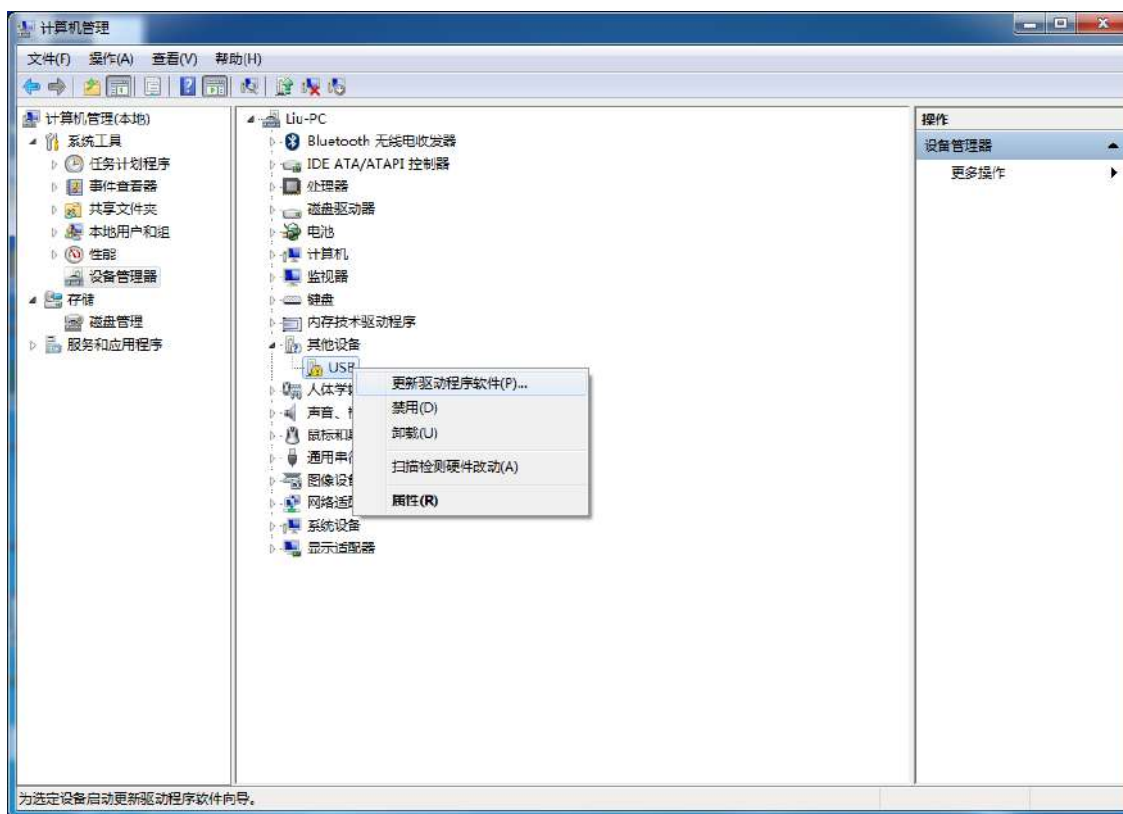 计算机管理
文件(F) 操作(A) 查看(V) 帮助(H)
计算机管理(本地)
系统工具
任务计划程序
事件查看器
共享文件夹
本地用户和组
性能
设备管理器
存储
磁盘管理
服务和应用程序
Liu-PC
Bluetooth 无线电收发器
IDE ATA/ATAPI 控制器
处理器
磁盘驱动器
电池
计算机
监视器
键盘
内存技术驱动程序
其他设备
USB
人体学
声音、
鼠标和
通用串
图像设
网络适
系统设备
显示适配器
更新驱动程序软件(P)...
禁用(D)
卸载(U)
扫描检测硬件改动(A)
属性(R)
操作
设备管理器
更多操作
为选定设备启动更新驱动程序软件向导。